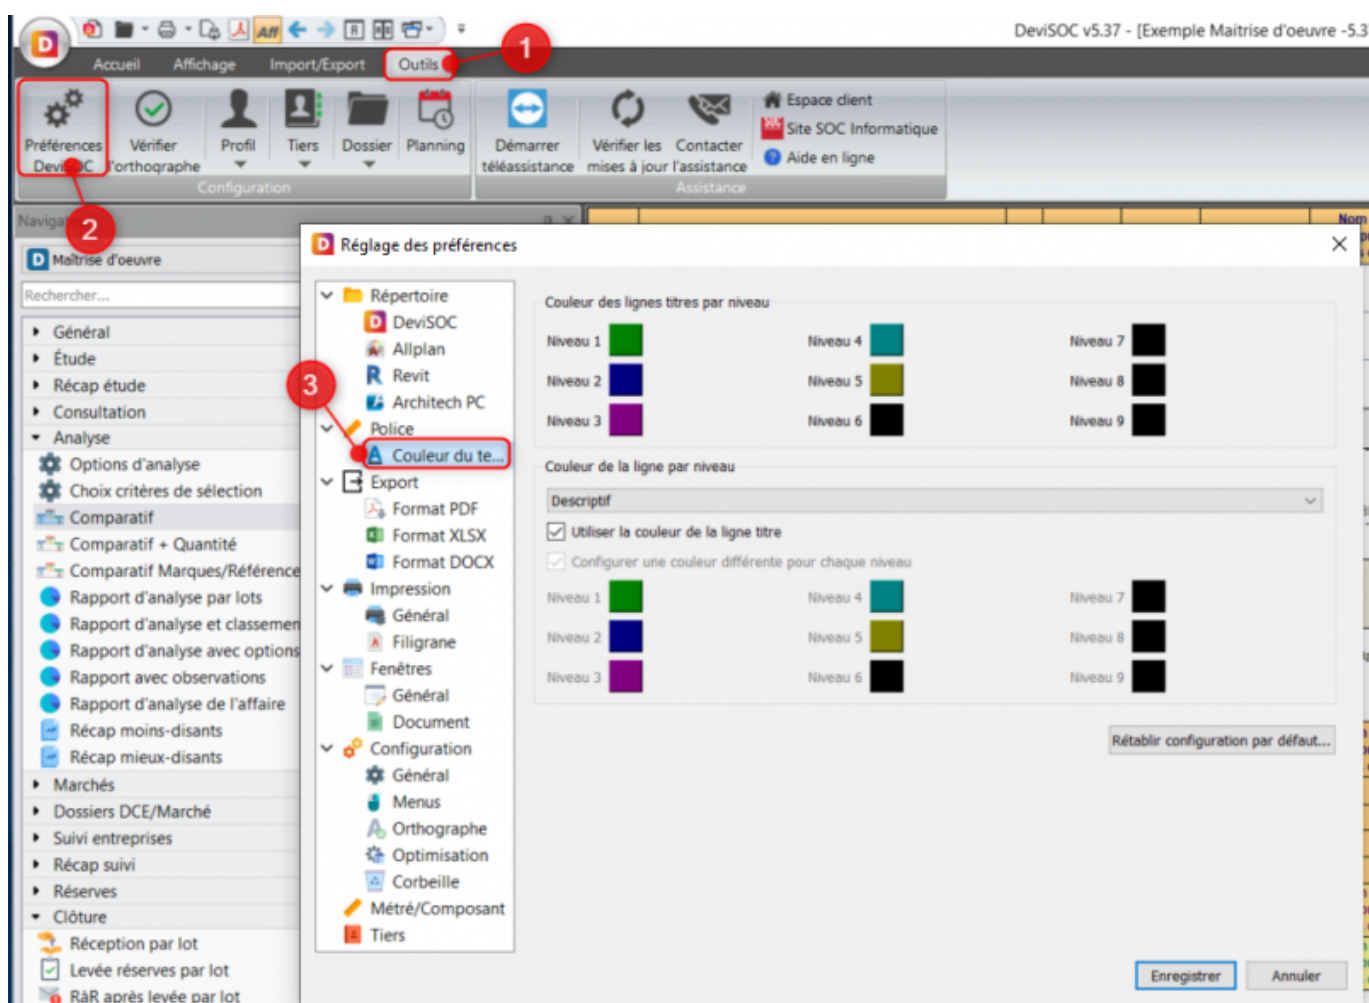 DeviSOC v5.37 - [Exemple Maitrise d'oeuvre -5.3
Aff
Accueil Affichage Import/Export Outils
1
Préférences DeviSOC
Vérifier l'orthographe
Profil
Tiers
Dossier
Planning
Démarrer téléassistance
Vérifier les mises à jour
Contacter l'assistance
Espace client
Site SOC Informatique
Aide en ligne
Configuration
Assistance
2
Nom
Maîtrise d'oeuvre
Rechercher...
Général
Étude
Récap étude
Consultation
Analyse
Options d'analyse
Choix critères de sélection
Comparatif
Comparatif + Quantité
Comparatif Marques/Référence
Rapport d'analyse par lots
Rapport d'analyse et classemen
Rapport d'analyse avec options
Rapport avec observations
Rapport d'analyse de l'affaire
Récap moins-disants
Récap mieux-disants
Marchés
Dossiers DCE/Marché
Suivi entreprises
Récap suivi
Réserves
Clôture
Réception par lot
Levée réserves par lot
RàR après levée par lot
Réglage des préférences
Répertoire
DeviSOC
Allplan
Revit
Architech PC
3
Police
Couleur du te...
Export
Format PDF
Format XLSX
Format DOCX
Impression
Général
Filigrane
Fenêtres
Général
Document
Configuration
Général
Menus
Orthographe
Optimisation
Corbeille
Métré/Composant
Tiers
Couleur des lignes titres par niveau
Niveau 1 Niveau 4 Niveau 7
Niveau 2 Niveau 5 Niveau 8
Niveau 3 Niveau 6 Niveau 9
Couleur de la ligne par niveau
Descriptif
Utiliser la couleur de la ligne titre
Configurer une couleur différente pour chaque niveau
Niveau 1 Niveau 4 Niveau 7
Niveau 2 Niveau 5 Niveau 8
Niveau 3 Niveau 6 Niveau 9
Rétablir configuration par défaut...
Enregistrer Annuler